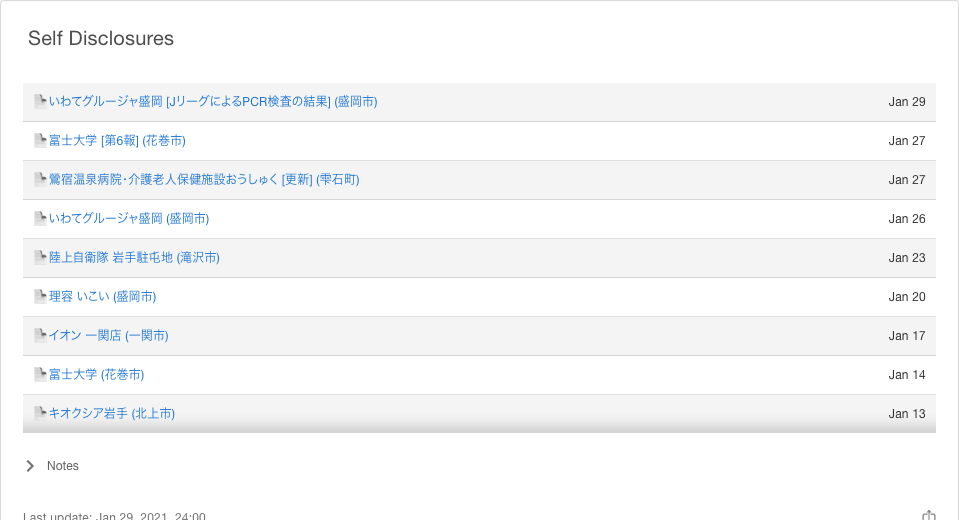 Self Disclosures
いわてグルージャ盛岡 [JリーグによるPCR検査の結果] (盛岡市) Jan 29
富士大学 [第6報] (花巻市) Jan 27
鶯宿温泉病院・介護老人保健施設おうしゅく [更新] (雫石町) Jan 27
いわてグルージャ盛岡 (盛岡市) Jan 26
陸上自衛隊 岩手駐屯地 (滝沢市) Jan 23
理容 いこい (盛岡市) Jan 20
イオン 一関店 (一関市) Jan 17
富士大学 (花巻市) Jan 14
キオクシア岩手 (北上市) Jan 13
Notes
Last update: Jan 29, 2021, 24:00